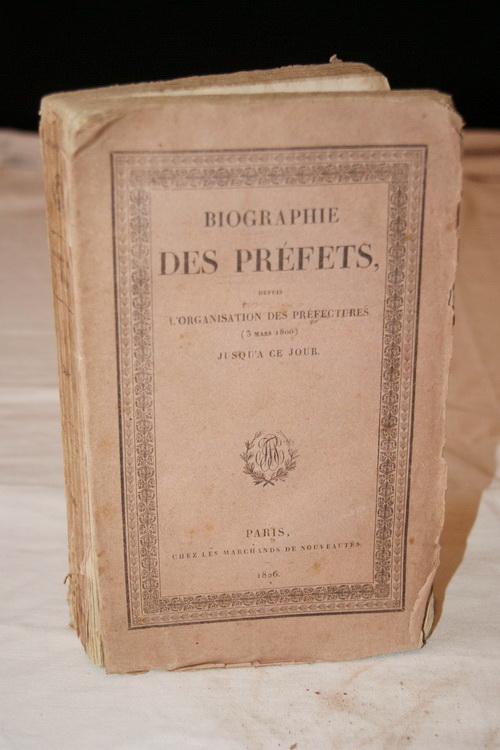 BIOGRAPHIE
DES PRÉFETS,
DEPUIS
L'ORGANISATION DES PRÉFECTURES
(3 MARS 1800)
JUSQU'A CE JOUR.
PARIS,
CHEZ LES MARCHANDS DE NOUVEAUTÉS.
1826.